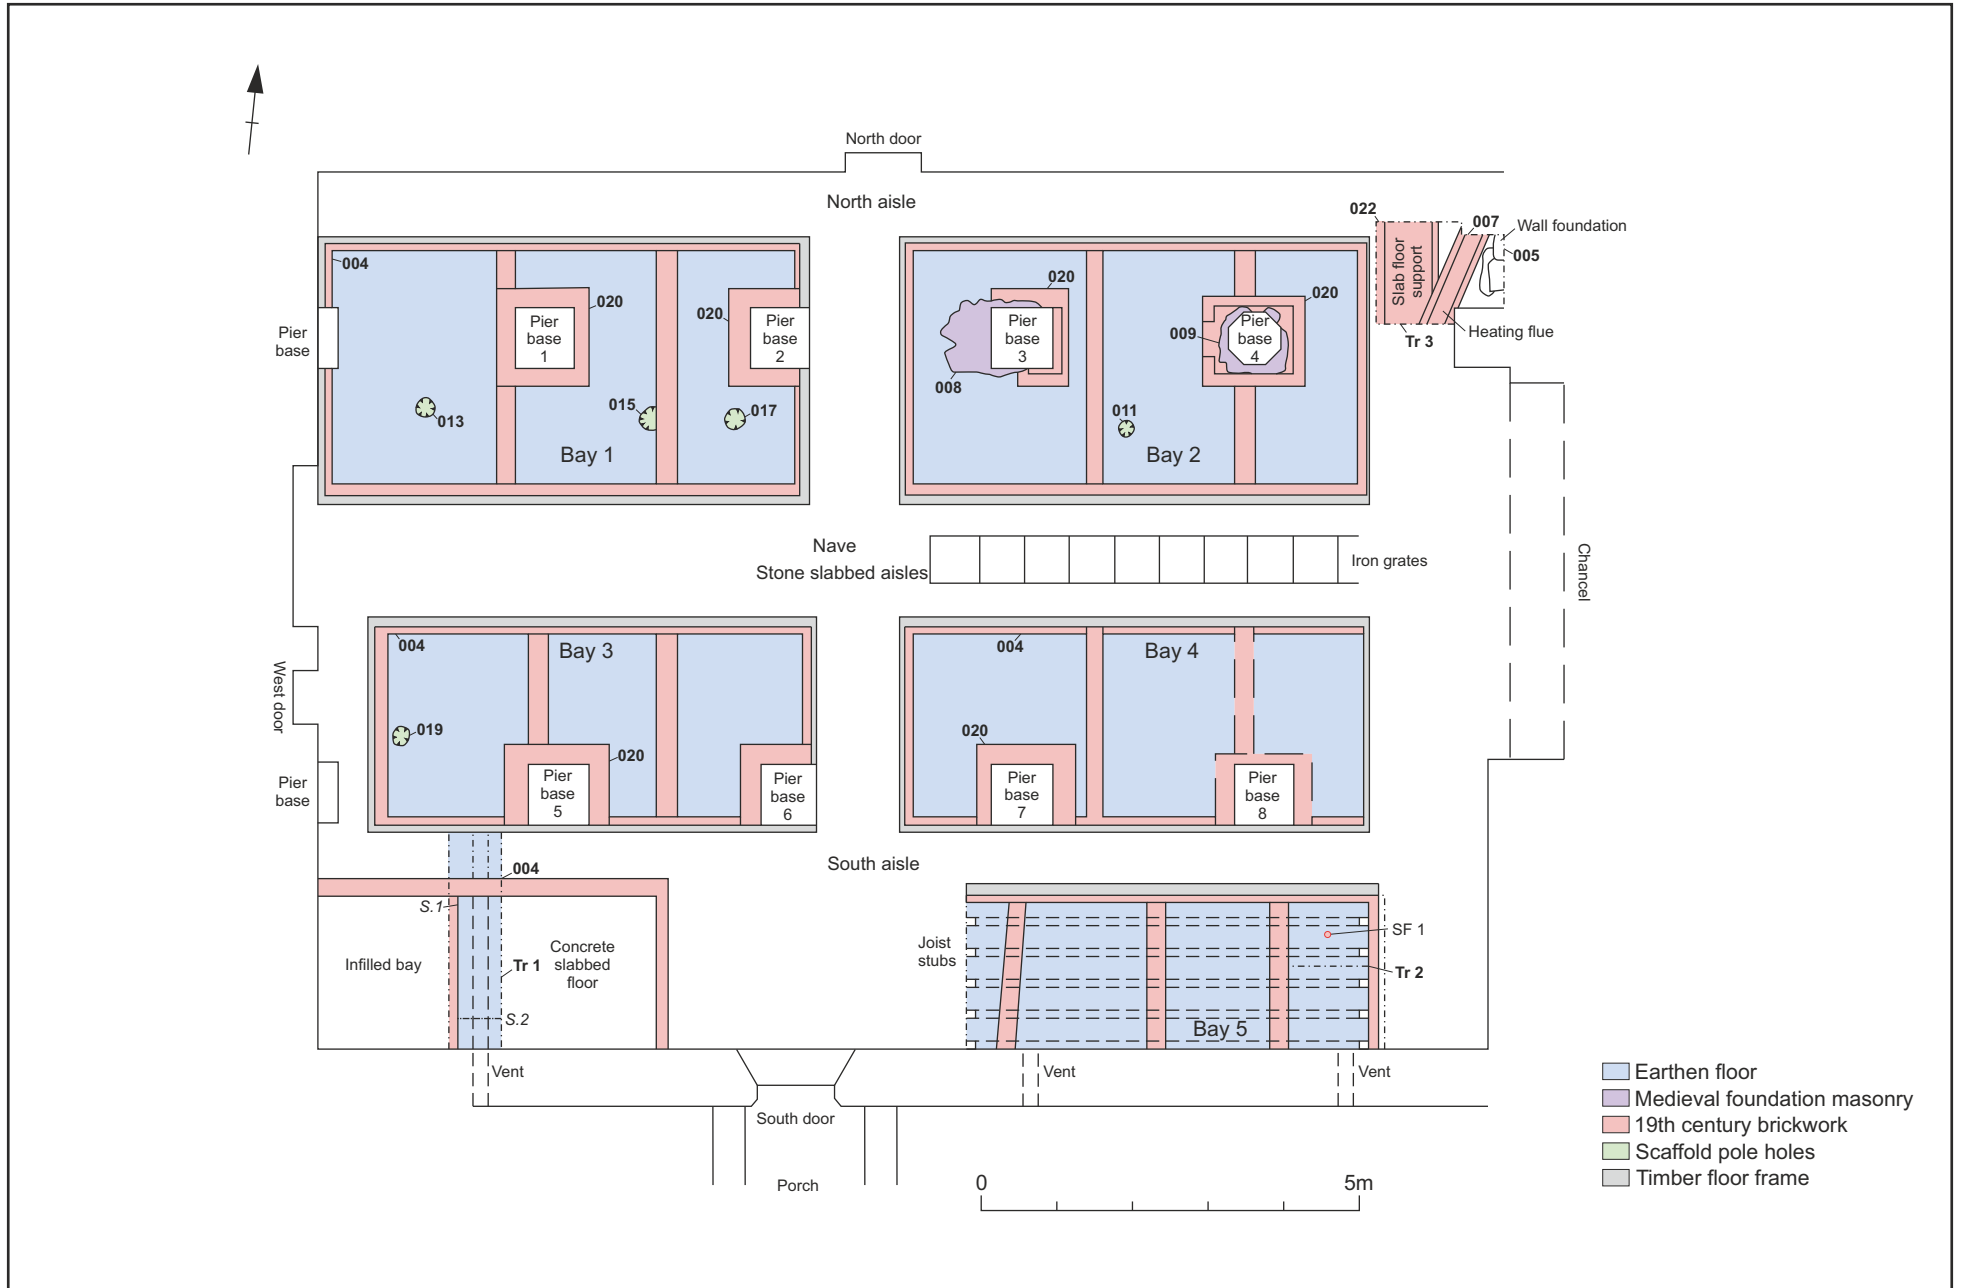 North door
North aisle
022
007
Wall foundation
005
004
020
020
020
020
Slab floor
support
Pier
base
Pier
base
1
Pier
base
2
Pier
base
3
Pier
base
4
009
008
Heating flue
Tr 3
013
015
017
011
Bay 1
Bay 2
Nave
Stone slabbed aisles
Iron grates
Chancel
004
Bay 3
004
Bay 4
West door
019
020
020
Pier
base
Pier
base
5
Pier
base
6
Pier
base
7
Pier
base
8
South aisle
004
S.1
Infilled bay
Concrete
slabbed
floor
Tr 1
S.2
Joist
stubs
SF 1
Tr 2
Bay 5
Vent
Vent
Vent
South door
Porch
0
5m
Earthen floor
Medieval foundation masonry
19th century brickwork
Scaffold pole holes
Timber floor frame